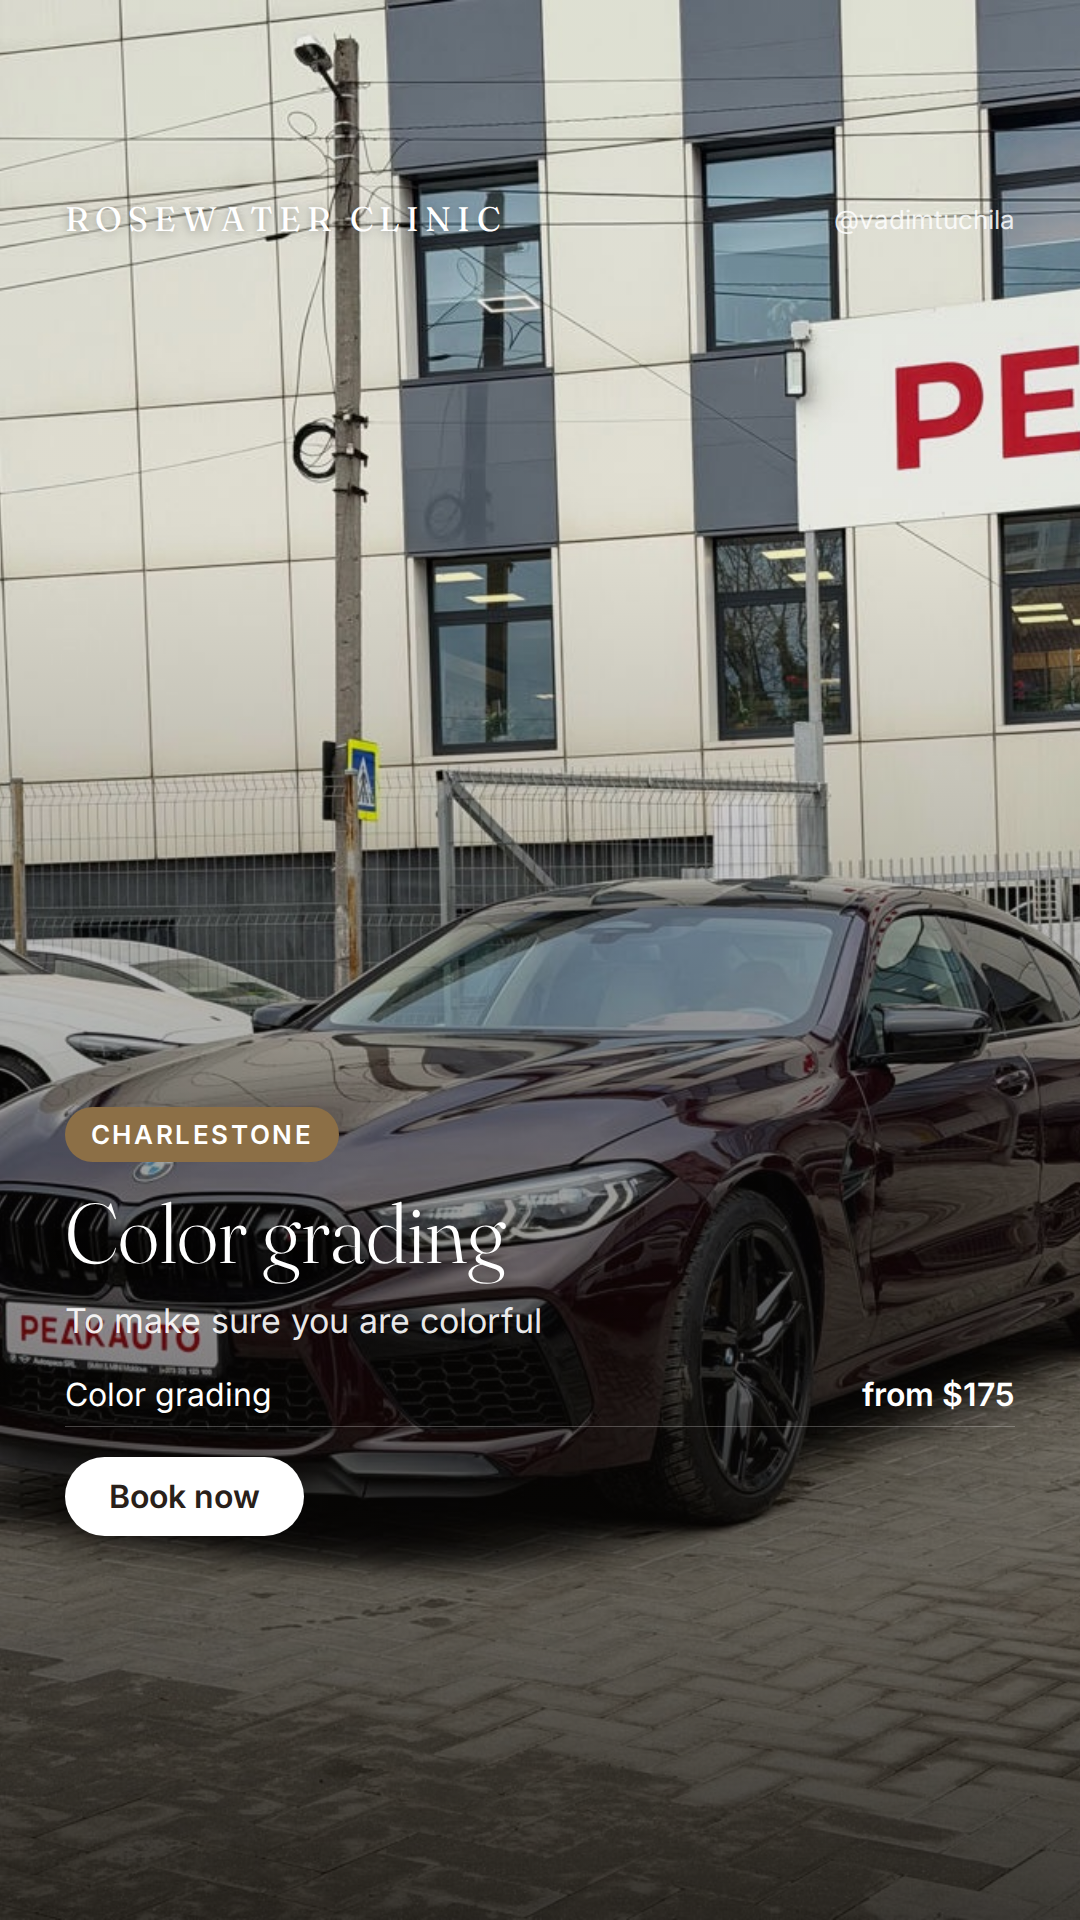 ROSEWATER CLINIC
@vadimtuchila
PE
CHARLESTONE
Color grading
To make sure you are colorful
PEAKAUTO
Color grading
from $175
Book now